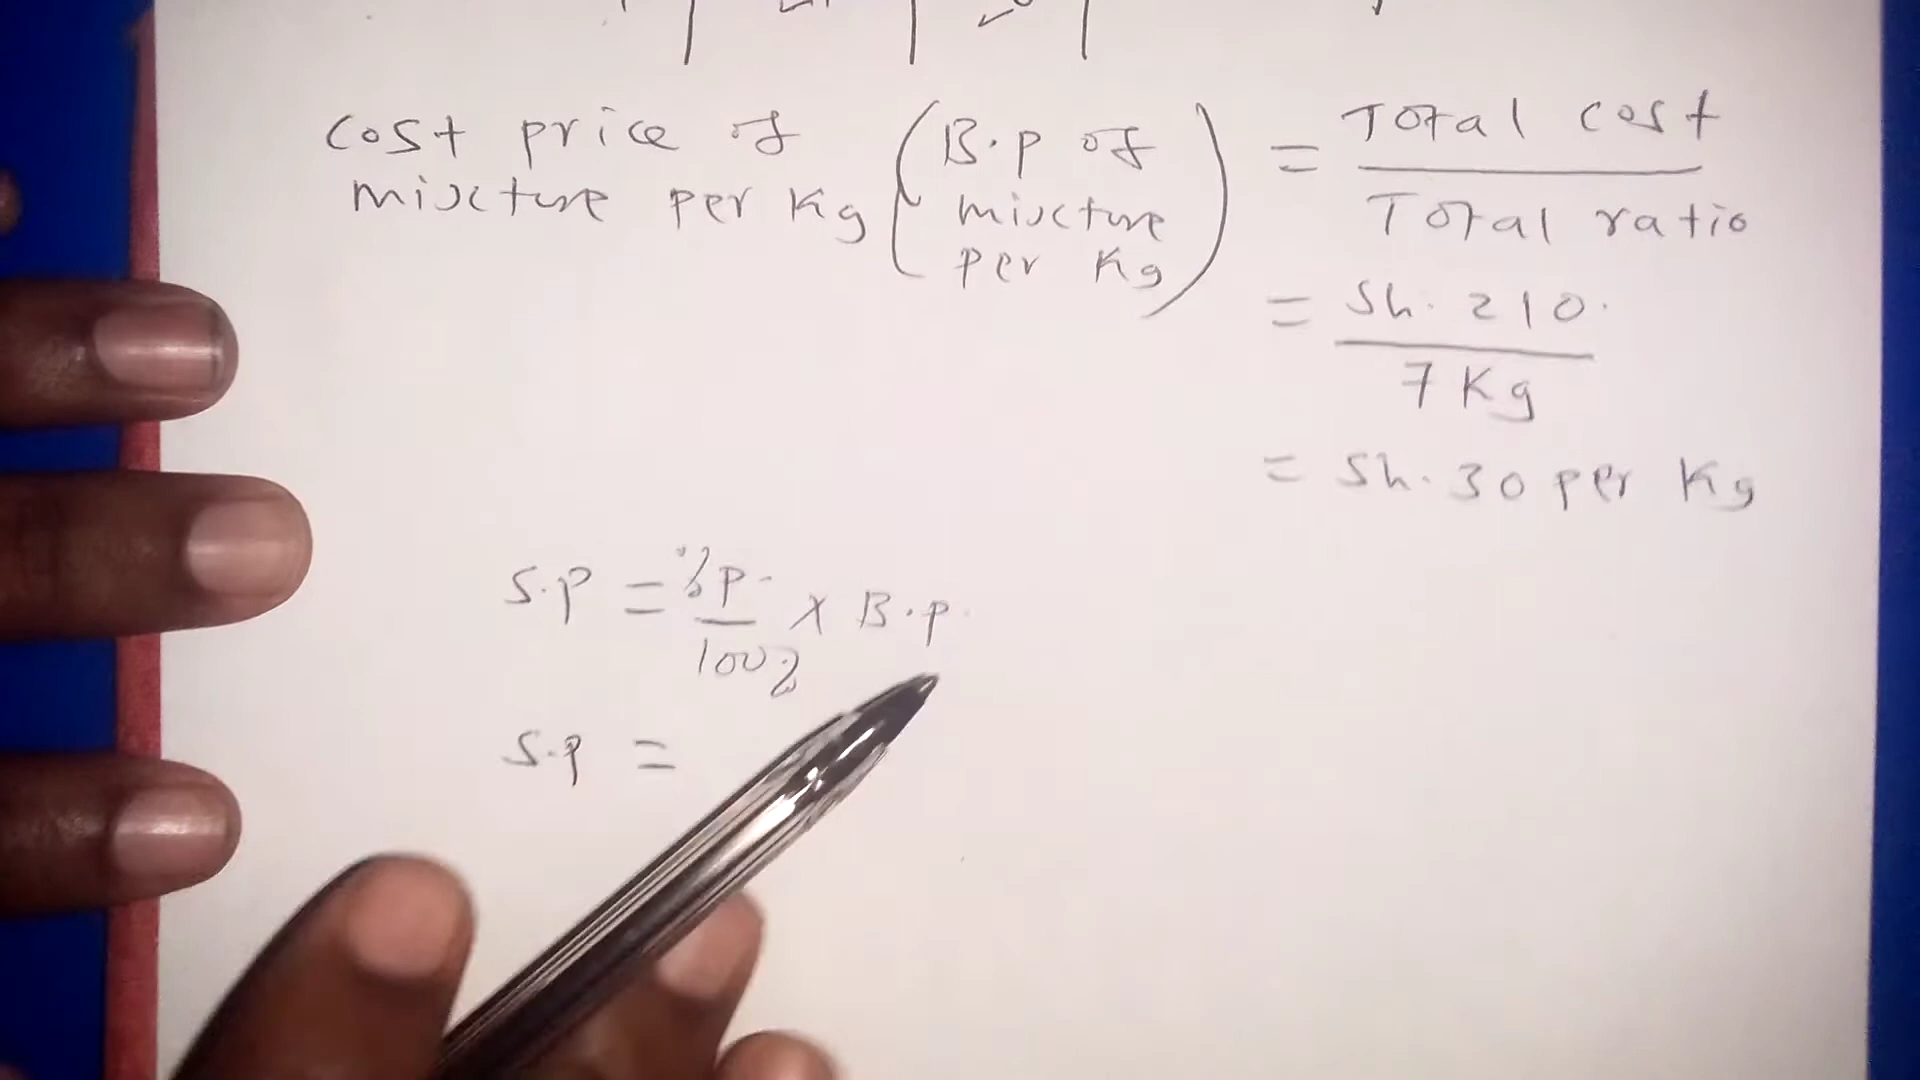 Cost price of
mixture per Kg
(B.p of
mixture
per Kg)
= Total cost
Total ratio
= Sh. 210.
7 Kg
= Sh. 30 per Kg
S.p = %p. × B.p.
100%
S.p =